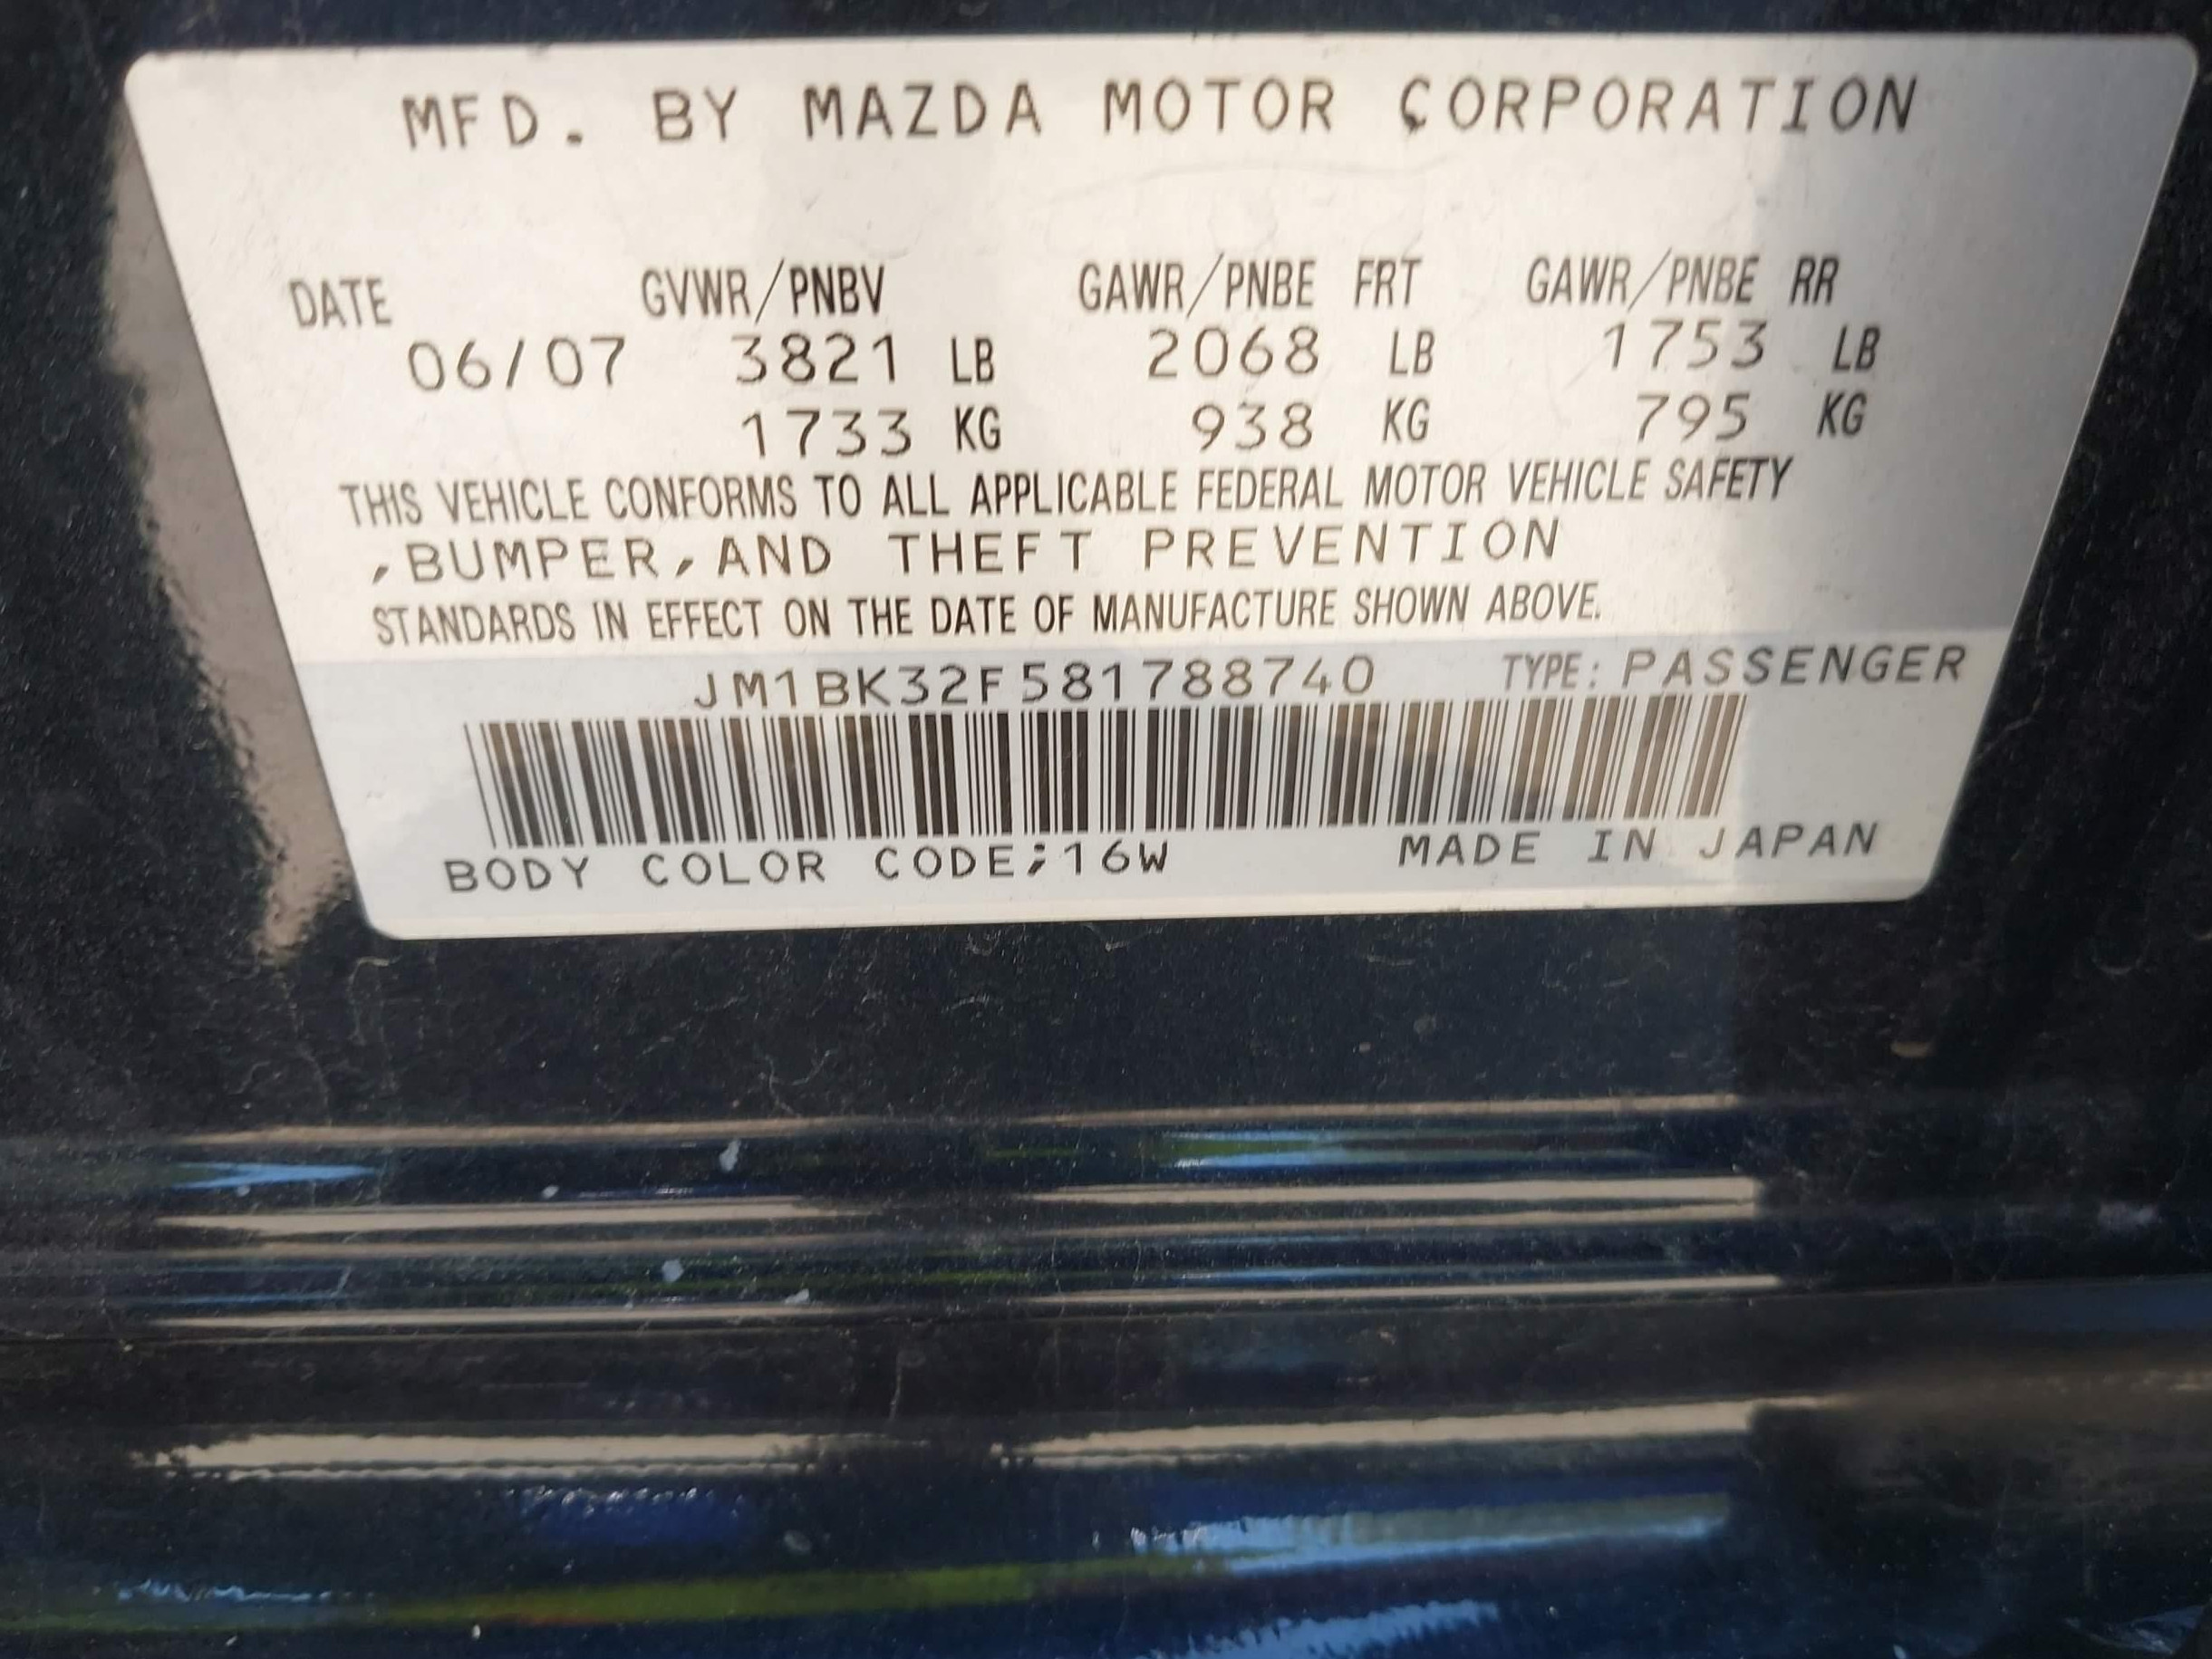 MFD. BY MAZDA MOTOR CORPORATION
DATE GVWR/PNBV GAWR/PNBE FRT GAWR/PNBE RR
06/07 3821 LB 2068 LB 1753 LB
1733 KG 938 KG 795 KG
THIS VEHICLE CONFORMS TO ALL APPLICABLE FEDERAL MOTOR VEHICLE SAFETY
,BUMPER,AND THEFT PREVENTION
STANDARDS IN EFFECT ON THE DATE OF MANUFACTURE SHOWN ABOVE.
JM1BK32F581788740 TYPE: PASSENGER
BODY COLOR CODE;16W MADE IN JAPAN